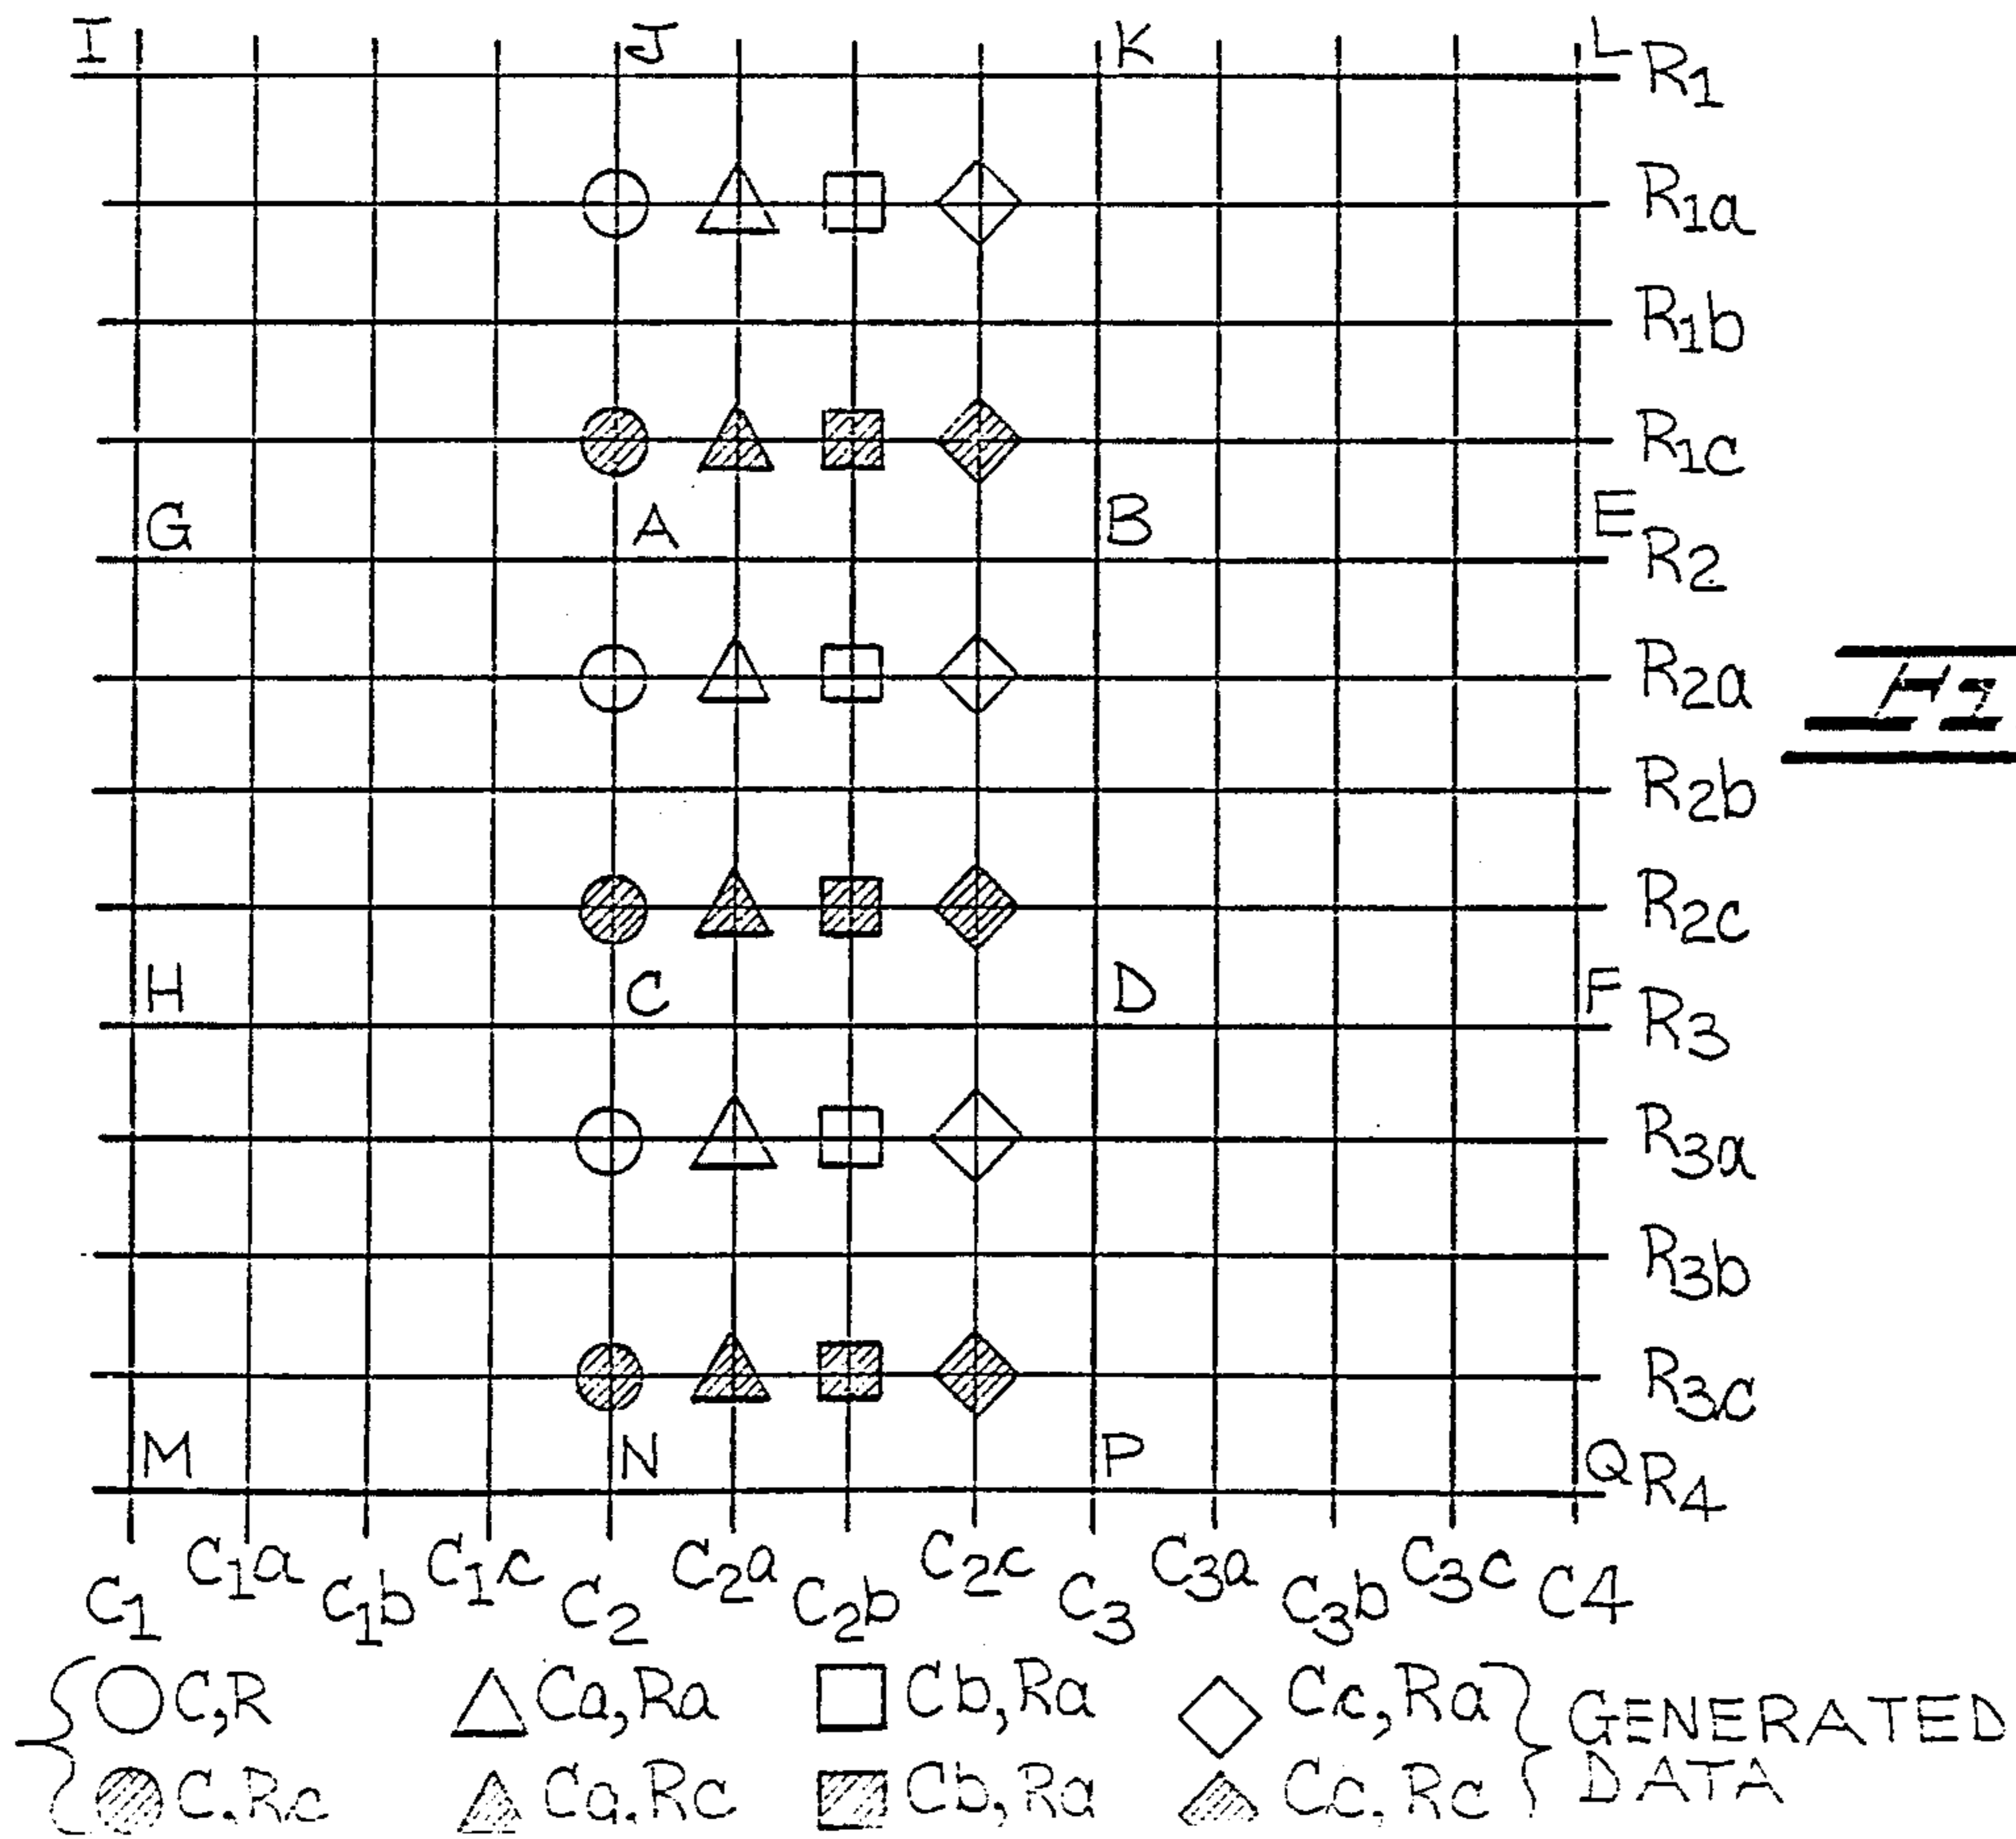 I J K L R1
R1a
R1b
R1c
G A B E
R2
R2a
R2b
R2c
H C D F
R3
R3a
R3b
R3c
M N P Q R4
C1 C1a C1b C1c C2 C2a C2b C2c C3 C3a C3b C3c C4
C,R Ca,Ra Cb,Ra Cc,Ra GENERATED
C,Rc Ca,Rc Cb,Ra Cc,Rc DATA